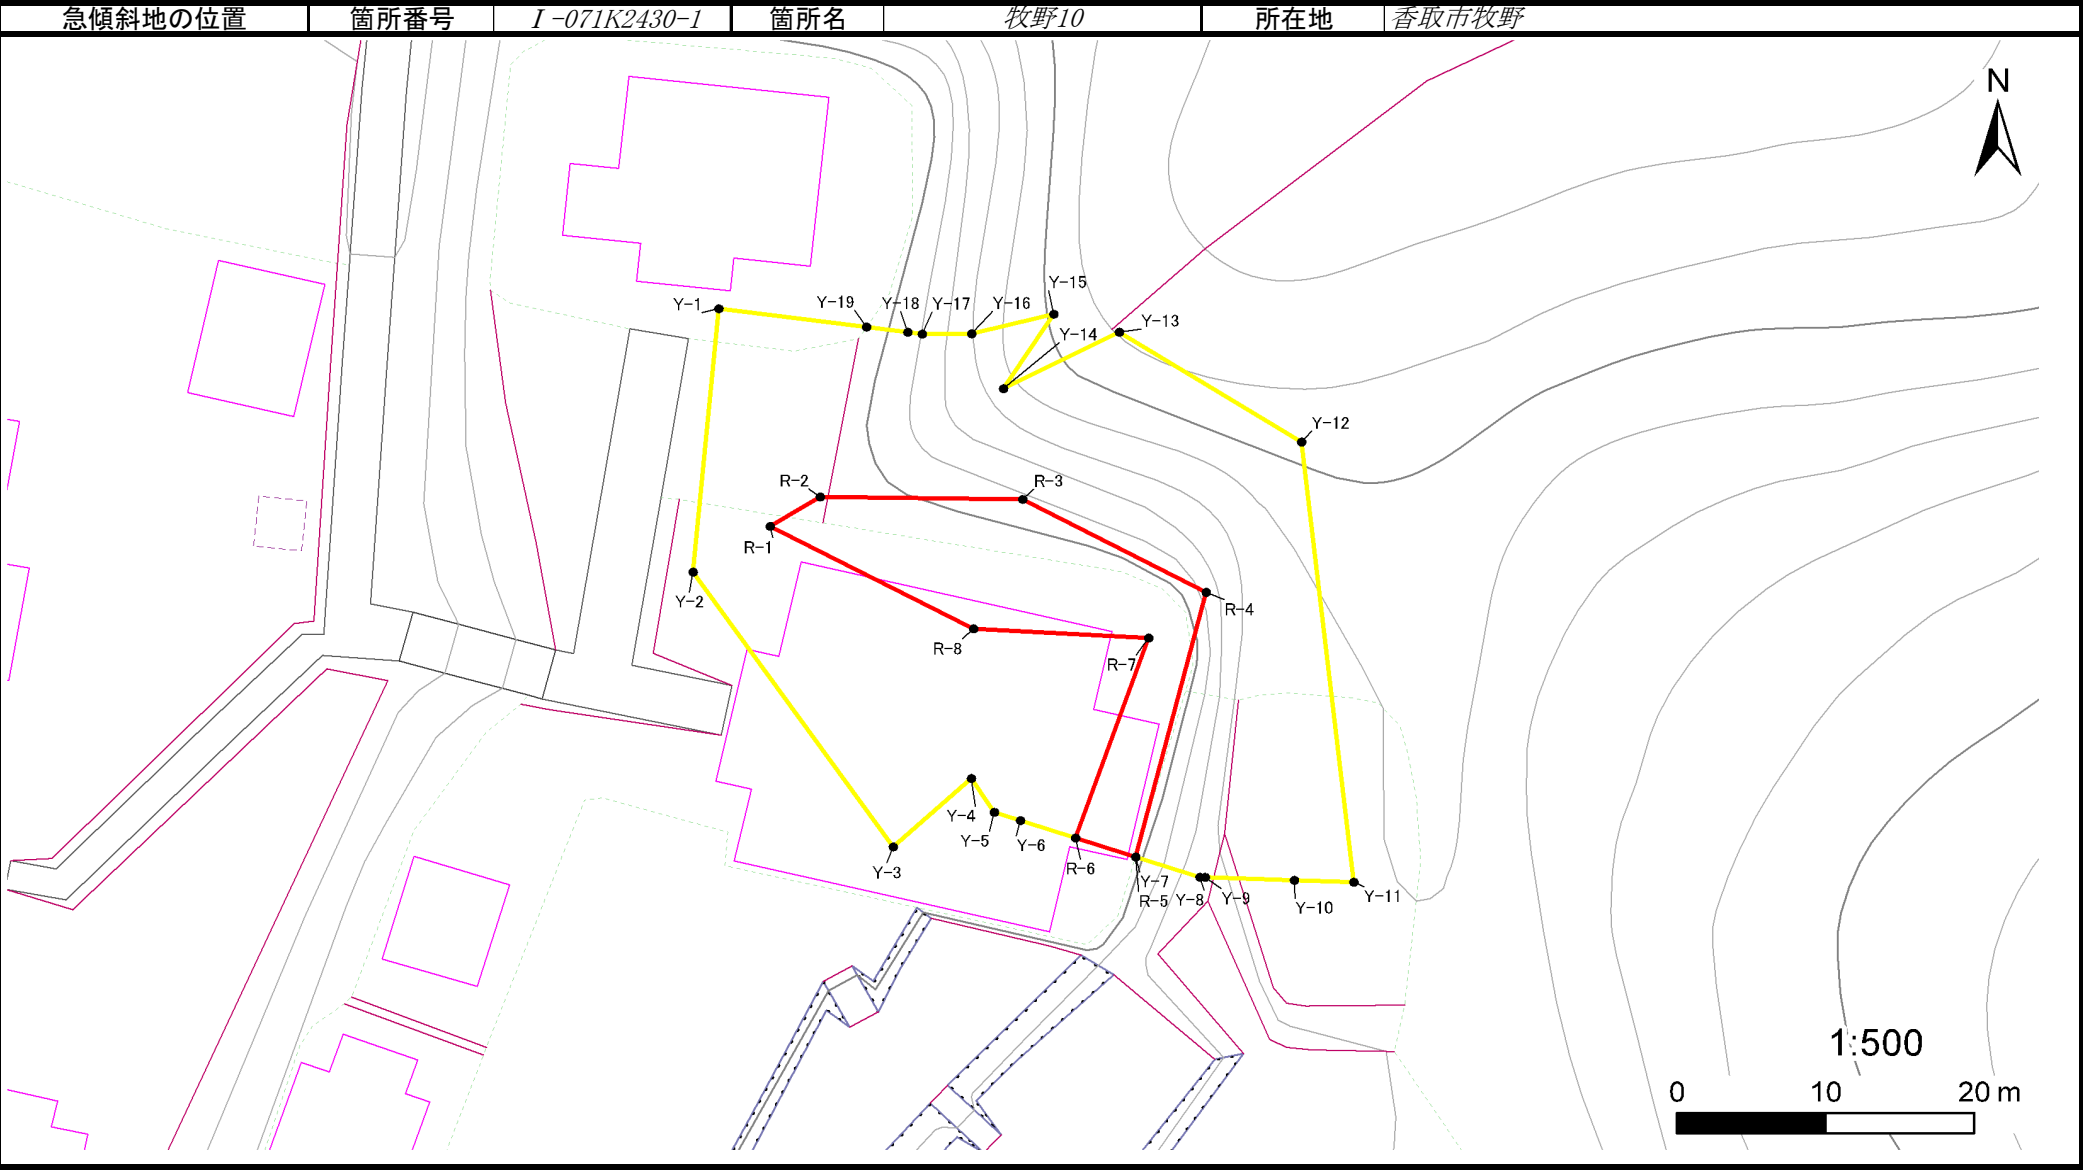 急傾斜地の位置 箇所番号 Ⅰ-071K2430-1 箇所名 牧野10 所在地 香取市牧野
N
Y-15
Y-1 Y-19 Y-18 Y-17 Y-16
Y-13
Y-14
Y-12
R-2 R-3
R-1
Y-2 R-4
R-8
R-7
Y-4
Y-5 Y-6
Y-3 R-6
Y-7
R-5 Y-8 Y-9 Y-11
Y-10
1:500
0 10 20 m